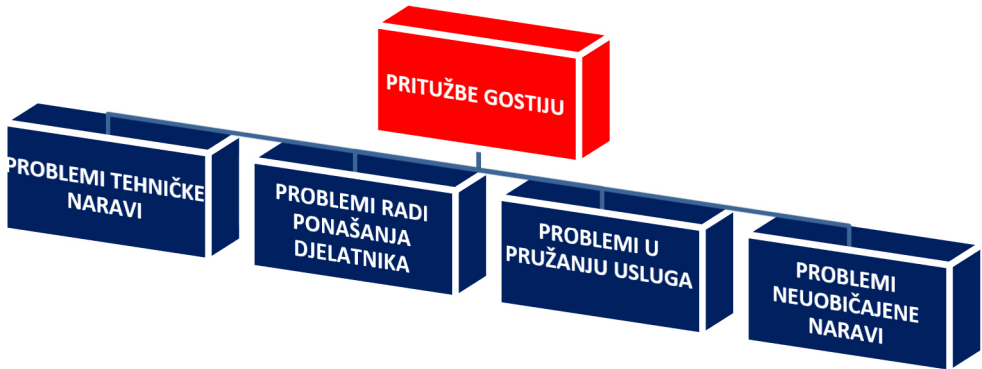 PRITUŽBE GOSTIJU
PROBLEMI TEHNIČKE
NARAVI
PROBLEMI RADI
PONAŠANJA
DJELATNIKA
PROBLEMI U
PRUŽANJU USLUGA
PROBLEMI
NEUOBIČAJENE
NARAVI